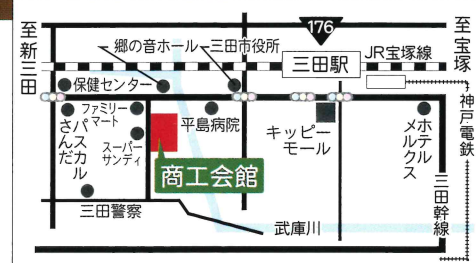 至新三田
176
至宝塚
郷の音ホール
三田市役所
三田駅
JR宝塚線
保健センター
神戸電鉄
ファミリー
マート
パスカル
さんだ
スーパー
サンディ
平島病院
キッピー
モール
ホテル
メルクス
商工会館
三田警察
武庫川
三田幹線